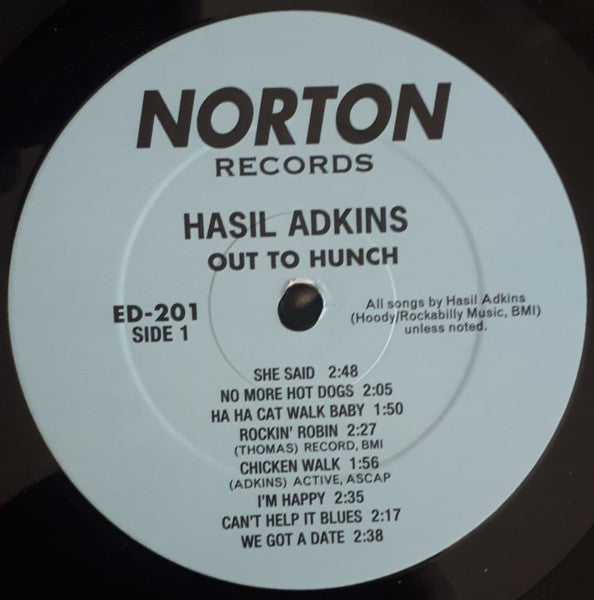 NORTON
RECORDS
HASIL ADKINS
OUT TO HUNCH
ED-201
SIDE 1
All songs by Hasil Adkins
(Hoody/Rockabilly Music, BMI)
unless noted.
SHE SAID 2:48
NO MORE HOT DOGS 2:05
HA HA CAT WALK BABY 1:50
ROCKIN' ROBIN 2:27
(THOMAS) RECORD, BMI
CHICKEN WALK 1:56
(ADKINS) ACTIVE, ASCAP
I'M HAPPY 2:35
CAN'T HELP IT BLUES 2:17
WE GOT A DATE 2:38